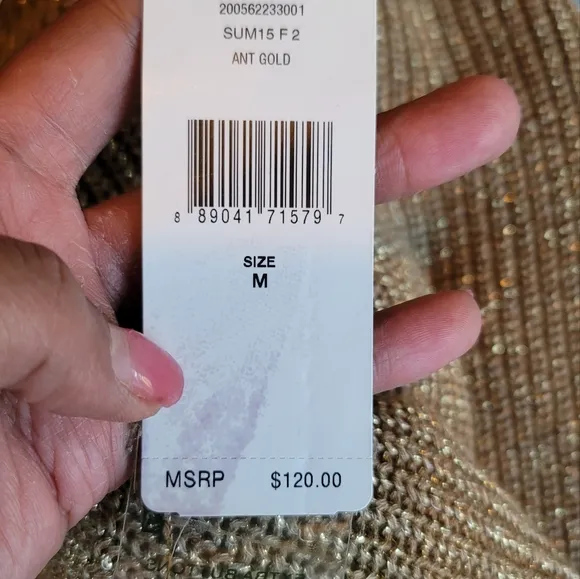 200562233001
SUM15 F 2
ANT GOLD
8 89041 71579 7
SIZE
M
MSRP $120.00